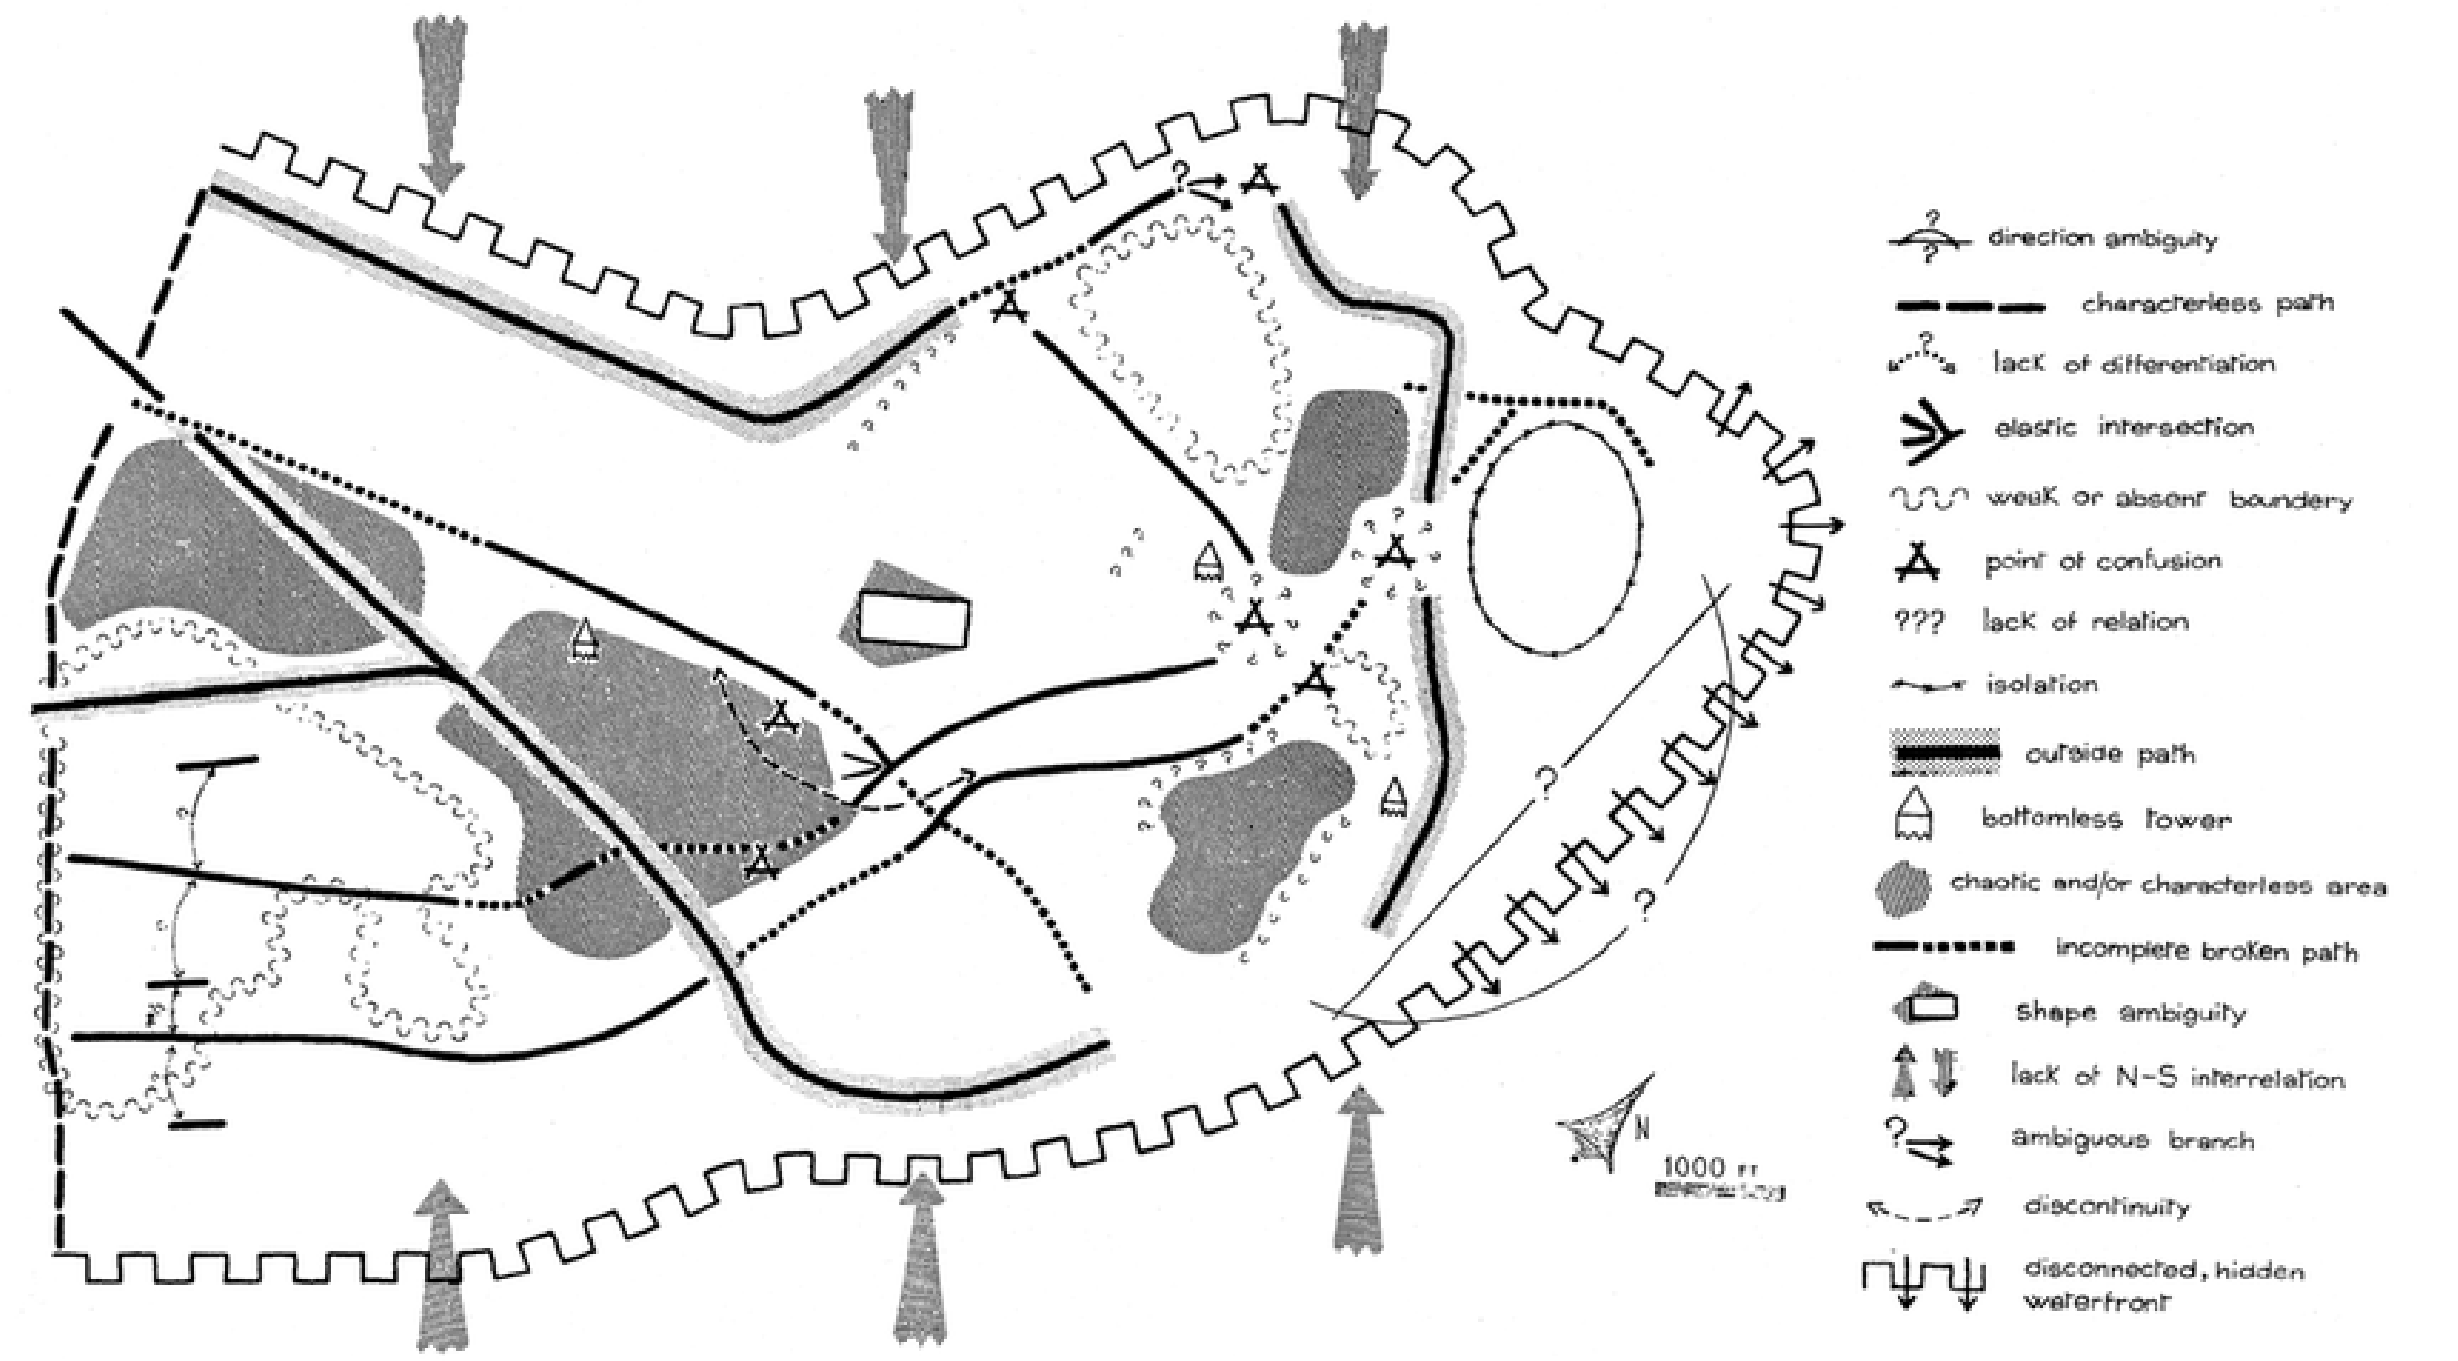 ?
?
direction ambiguity
characterless path
?
lack of differentiation
elastic intersection
weak or absent boundery
point of confusion
??? lack of relation
isolation
outside path
bottomless tower
chaotic and/or characterless area
incomplete broken path
shape ambiguity
lack of N-S interrelation
? ambiguous branch
discontinuity
disconnected, hidden
waterfront
?
?
?
N
1000 FT